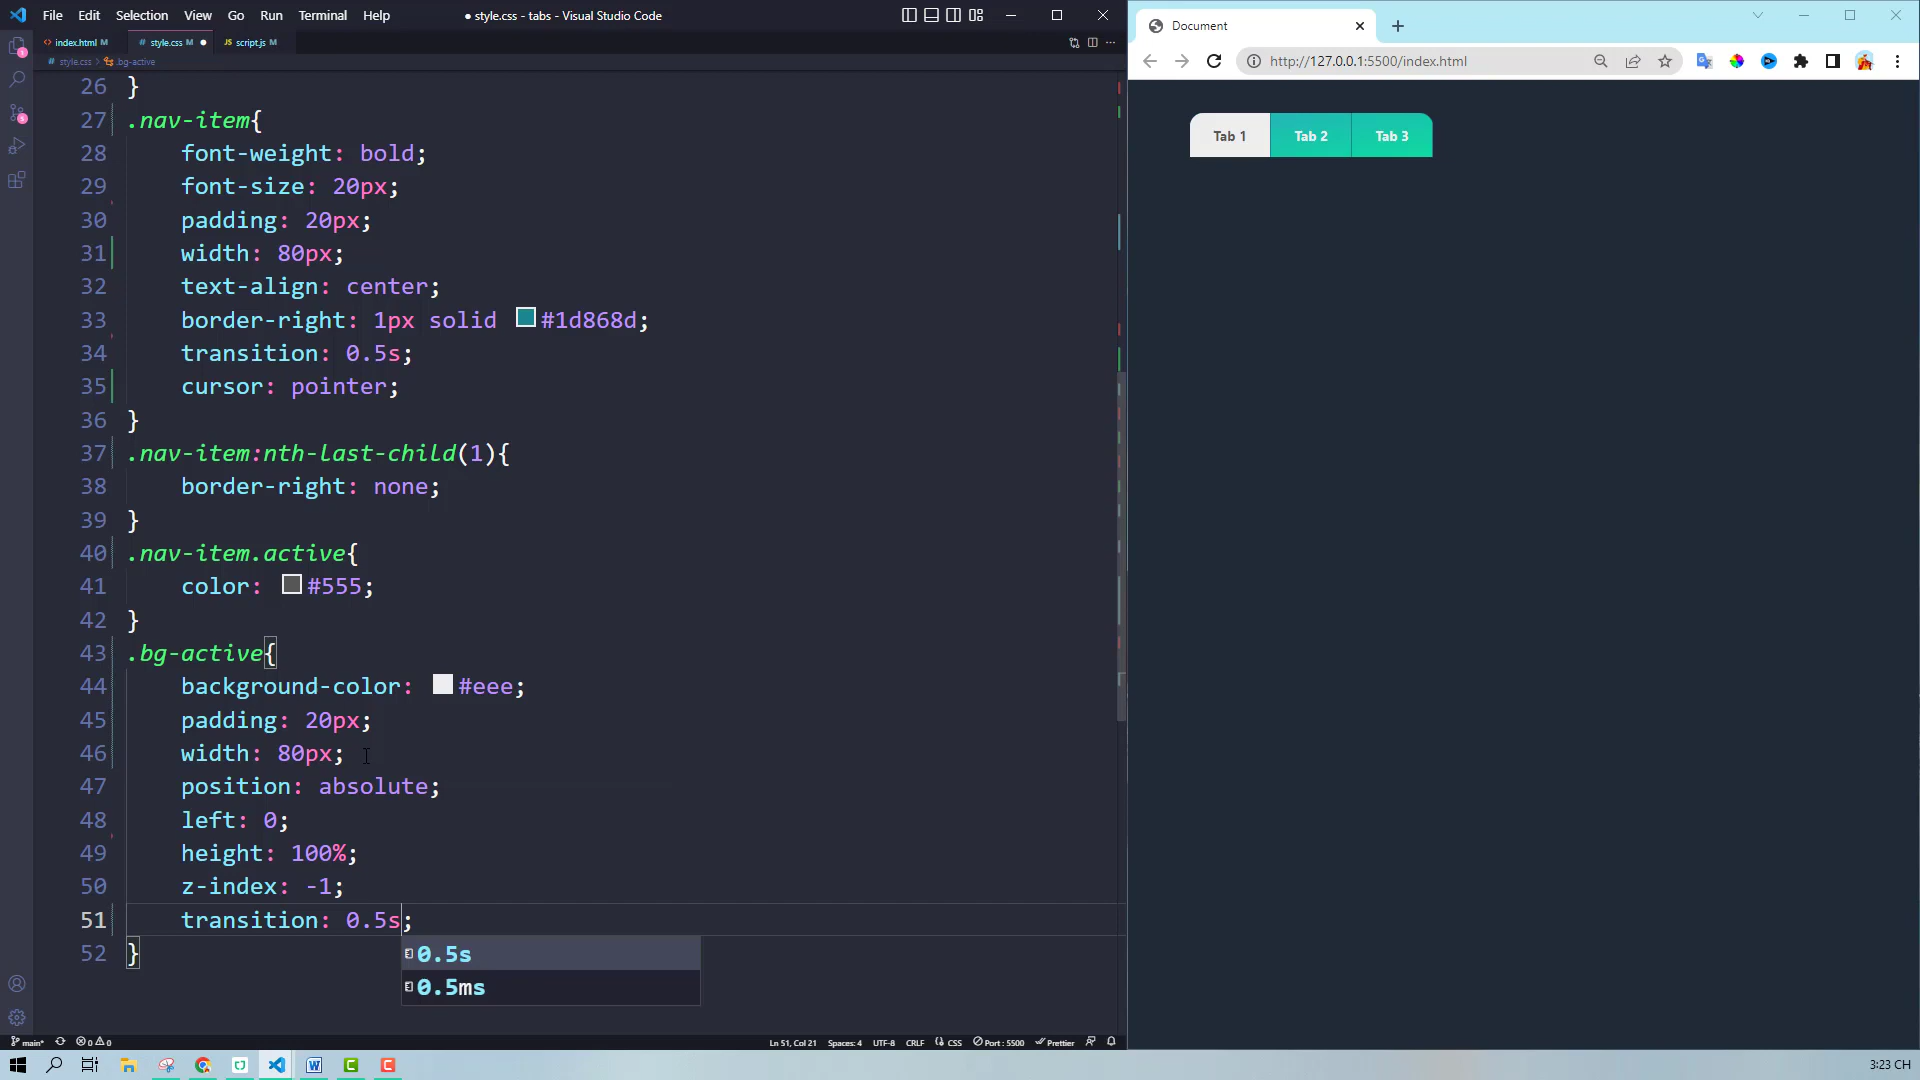 File Edit Selection View Go Run Terminal Help
● style.css - tabs - Visual Studio Code
index.html M
style.css M ●
script.js M
style.css > .bg-active
26 }
27 .nav-item{
28 font-weight: bold;
29 font-size: 20px;
30 padding: 20px;
31 width: 80px;
32 text-align: center;
33 border-right: 1px solid #1d868d;
34 transition: 0.5s;
35 cursor: pointer;
36 }
37 .nav-item:nth-last-child(1){
38 border-right: none;
39 }
40 .nav-item.active{
41 color: #555;
42 }
43 .bg-active{
44 background-color: #eee;
45 padding: 20px;
46 width: 80px;
47 position: absolute;
48 left: 0;
49 height: 100%;
50 z-index: -1;
51 transition: 0.5s;
52 }
0.5s
0.5ms
main* 0 0 Ln 51, Col 21 Spaces: 4 UTF-8 CRLF CSS Port : 5500 Prettier
Document
http://127.0.0.1:5500/index.html
Tab 1 Tab 2 Tab 3
3:23 CH